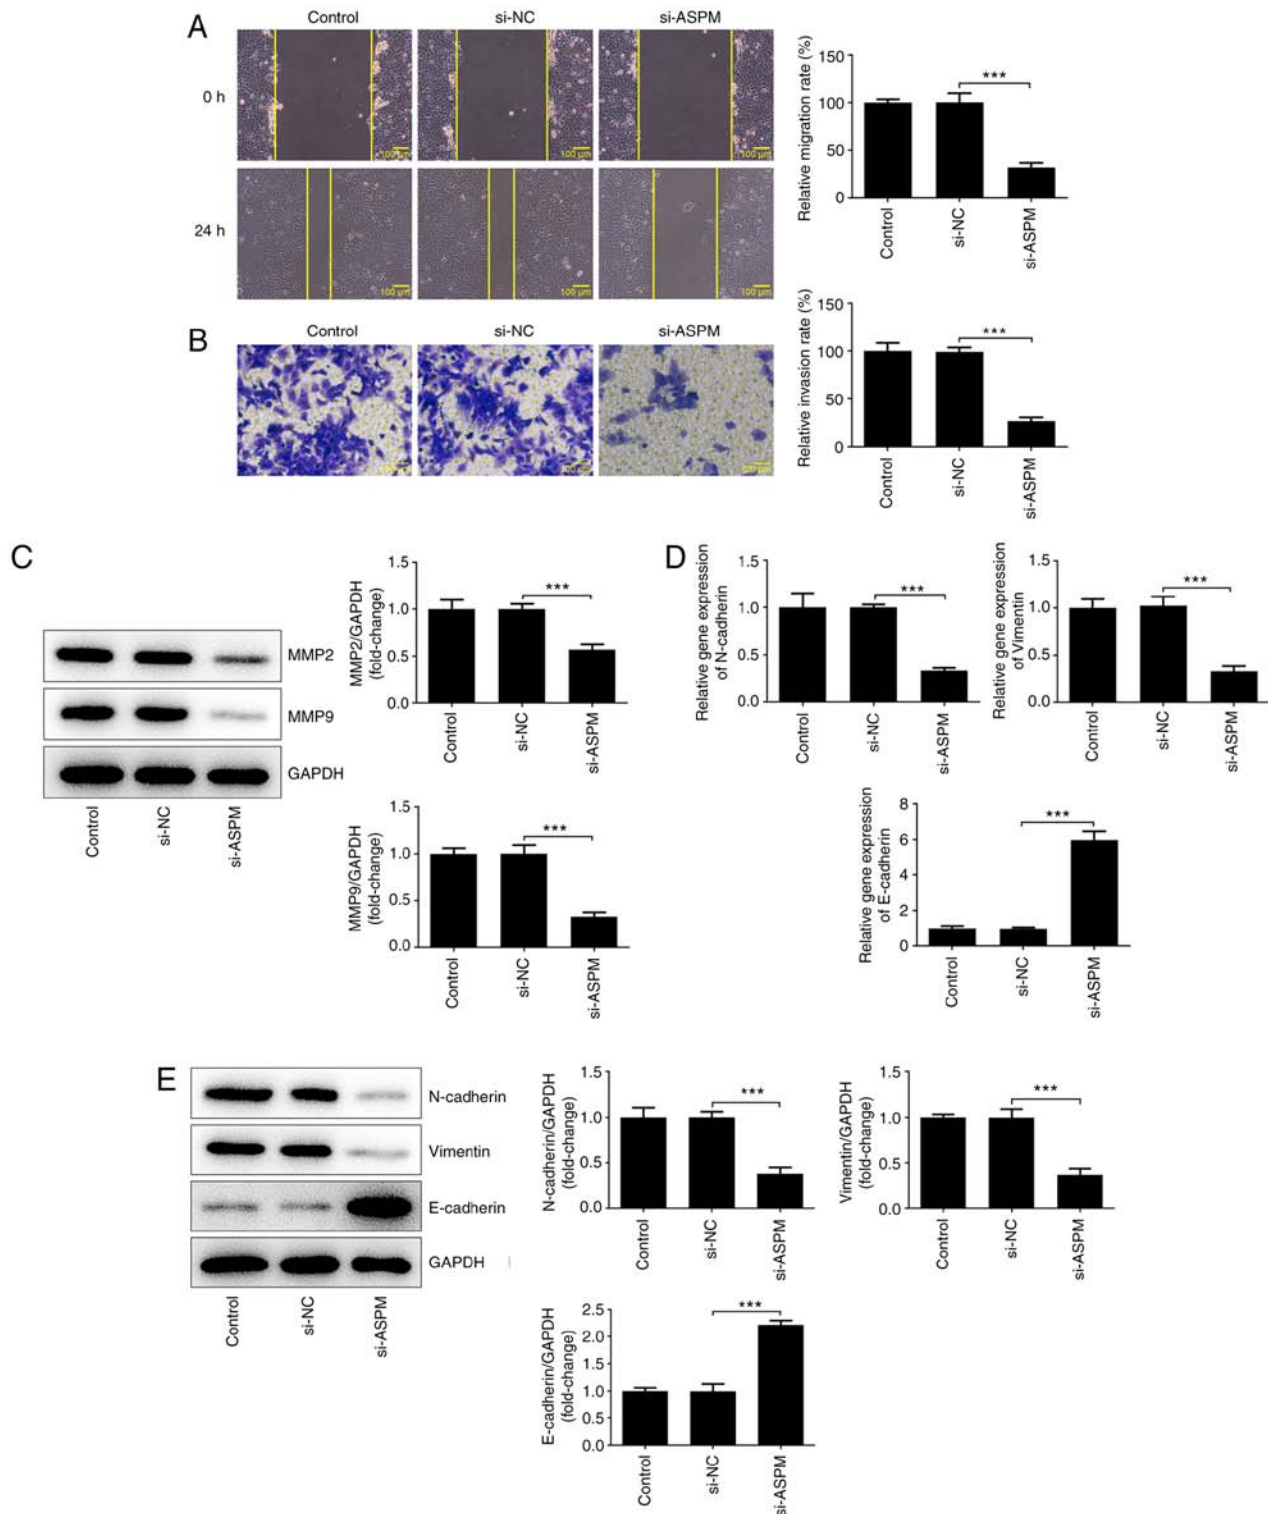 A
Control
si-NC
si-ASPM
0 h
100 µm
100 µm
100 µm
24 h
100 µm
100 µm
100 µm
Relative migration rate (%)
150
100
50
0
***
Control
si-NC
si-ASPM
B
Control
si-NC
si-ASPM
100 µm
Relative invasion rate (%)
150
100
50
0
***
Control
si-NC
si-ASPM
C
MMP2
MMP9
GAPDH
Control
si-NC
si-ASPM
MMP2/GAPDH
(fold-change)
1.5
1.0
0.5
0.0
***
Control
si-NC
si-ASPM
MMP9/GAPDH
(fold-change)
1.5
1.0
0.5
0.0
***
Control
si-NC
si-ASPM
D
Relative gene expression
of N-cadherin
1.5
1.0
0.5
0.0
***
Control
si-NC
si-ASPM
Relative gene expression
of Vimentin
1.5
1.0
0.5
0.0
***
Control
si-NC
si-ASPM
Relative gene expression
of E-cadherin
8
6
4
2
0
***
Control
si-NC
si-ASPM
E
N-cadherin
Vimentin
E-cadherin
GAPDH
Control
si-NC
si-ASPM
N-cadherin/GAPDH
(fold-change)
1.5
1.0
0.5
0.0
***
Control
si-NC
si-ASPM
Vimentin/GAPDH
(fold-change)
1.5
1.0
0.5
0.0
***
Control
si-NC
si-ASPM
E-cadherin/GAPDH
(fold-change)
2.5
2.0
1.5
1.0
0.5
0.0
***
Control
si-NC
si-ASPM